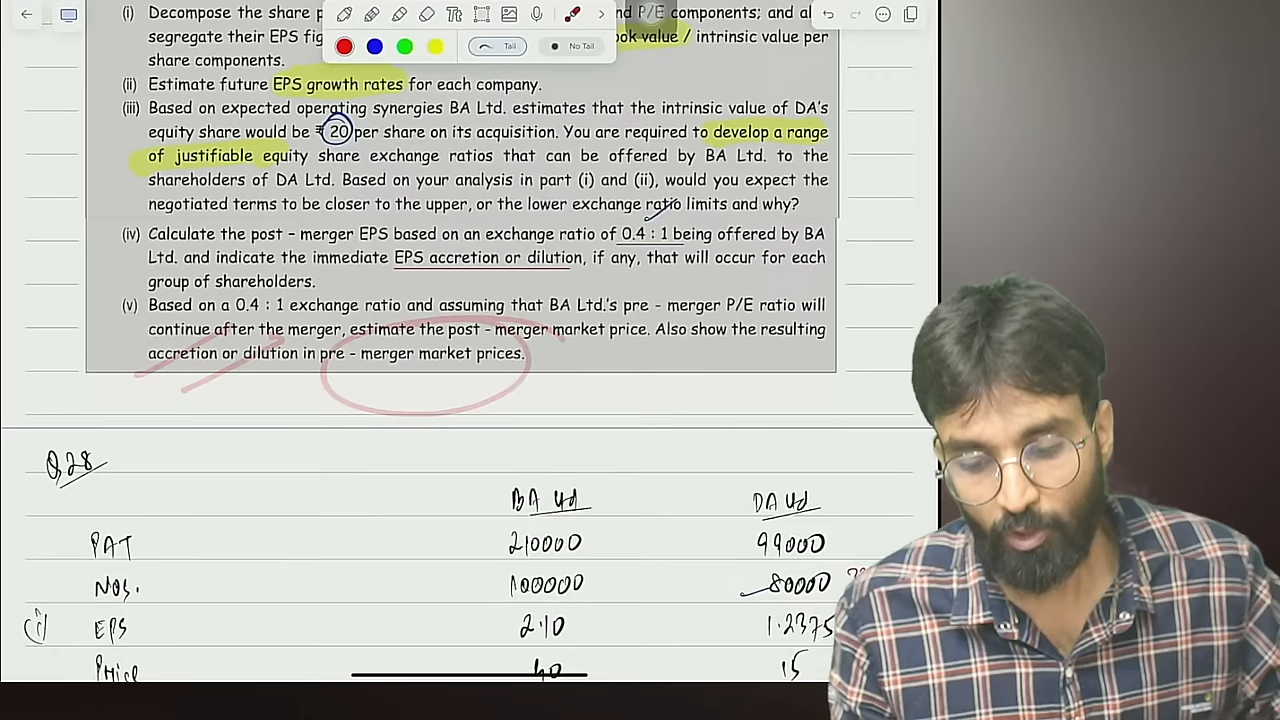 (i) Decompose the share p nd P/E components; and al
segregate their EPS fig ok value / intrinsic value per
share components.
Tail No Tail
(ii) Estimate future EPS growth rates for each company.
(iii) Based on expected operating synergies BA Ltd. estimates that the intrinsic value of DA's
equity share would be ₹ 20 per share on its acquisition. You are required to develop a range
of justifiable equity share exchange ratios that can be offered by BA Ltd. to the
shareholders of DA Ltd. Based on your analysis in part (i) and (ii), would you expect the
negotiated terms to be closer to the upper, or the lower exchange ratio limits and why?
(iv) Calculate the post – merger EPS based on an exchange ratio of 0.4 : 1 being offered by BA
Ltd. and indicate the immediate EPS accretion or dilution, if any, that will occur for each
group of shareholders.
(v) Based on a 0.4 : 1 exchange ratio and assuming that BA Ltd.'s pre - merger P/E ratio will
continue after the merger, estimate the post - merger market price. Also show the resulting
accretion or dilution in pre - merger market prices.
Q.28
BA Ltd DA Ltd
PAT 210000 99000
Nos. 100000 80000
(i) EPS 2.10 1.2375
Price 40 15